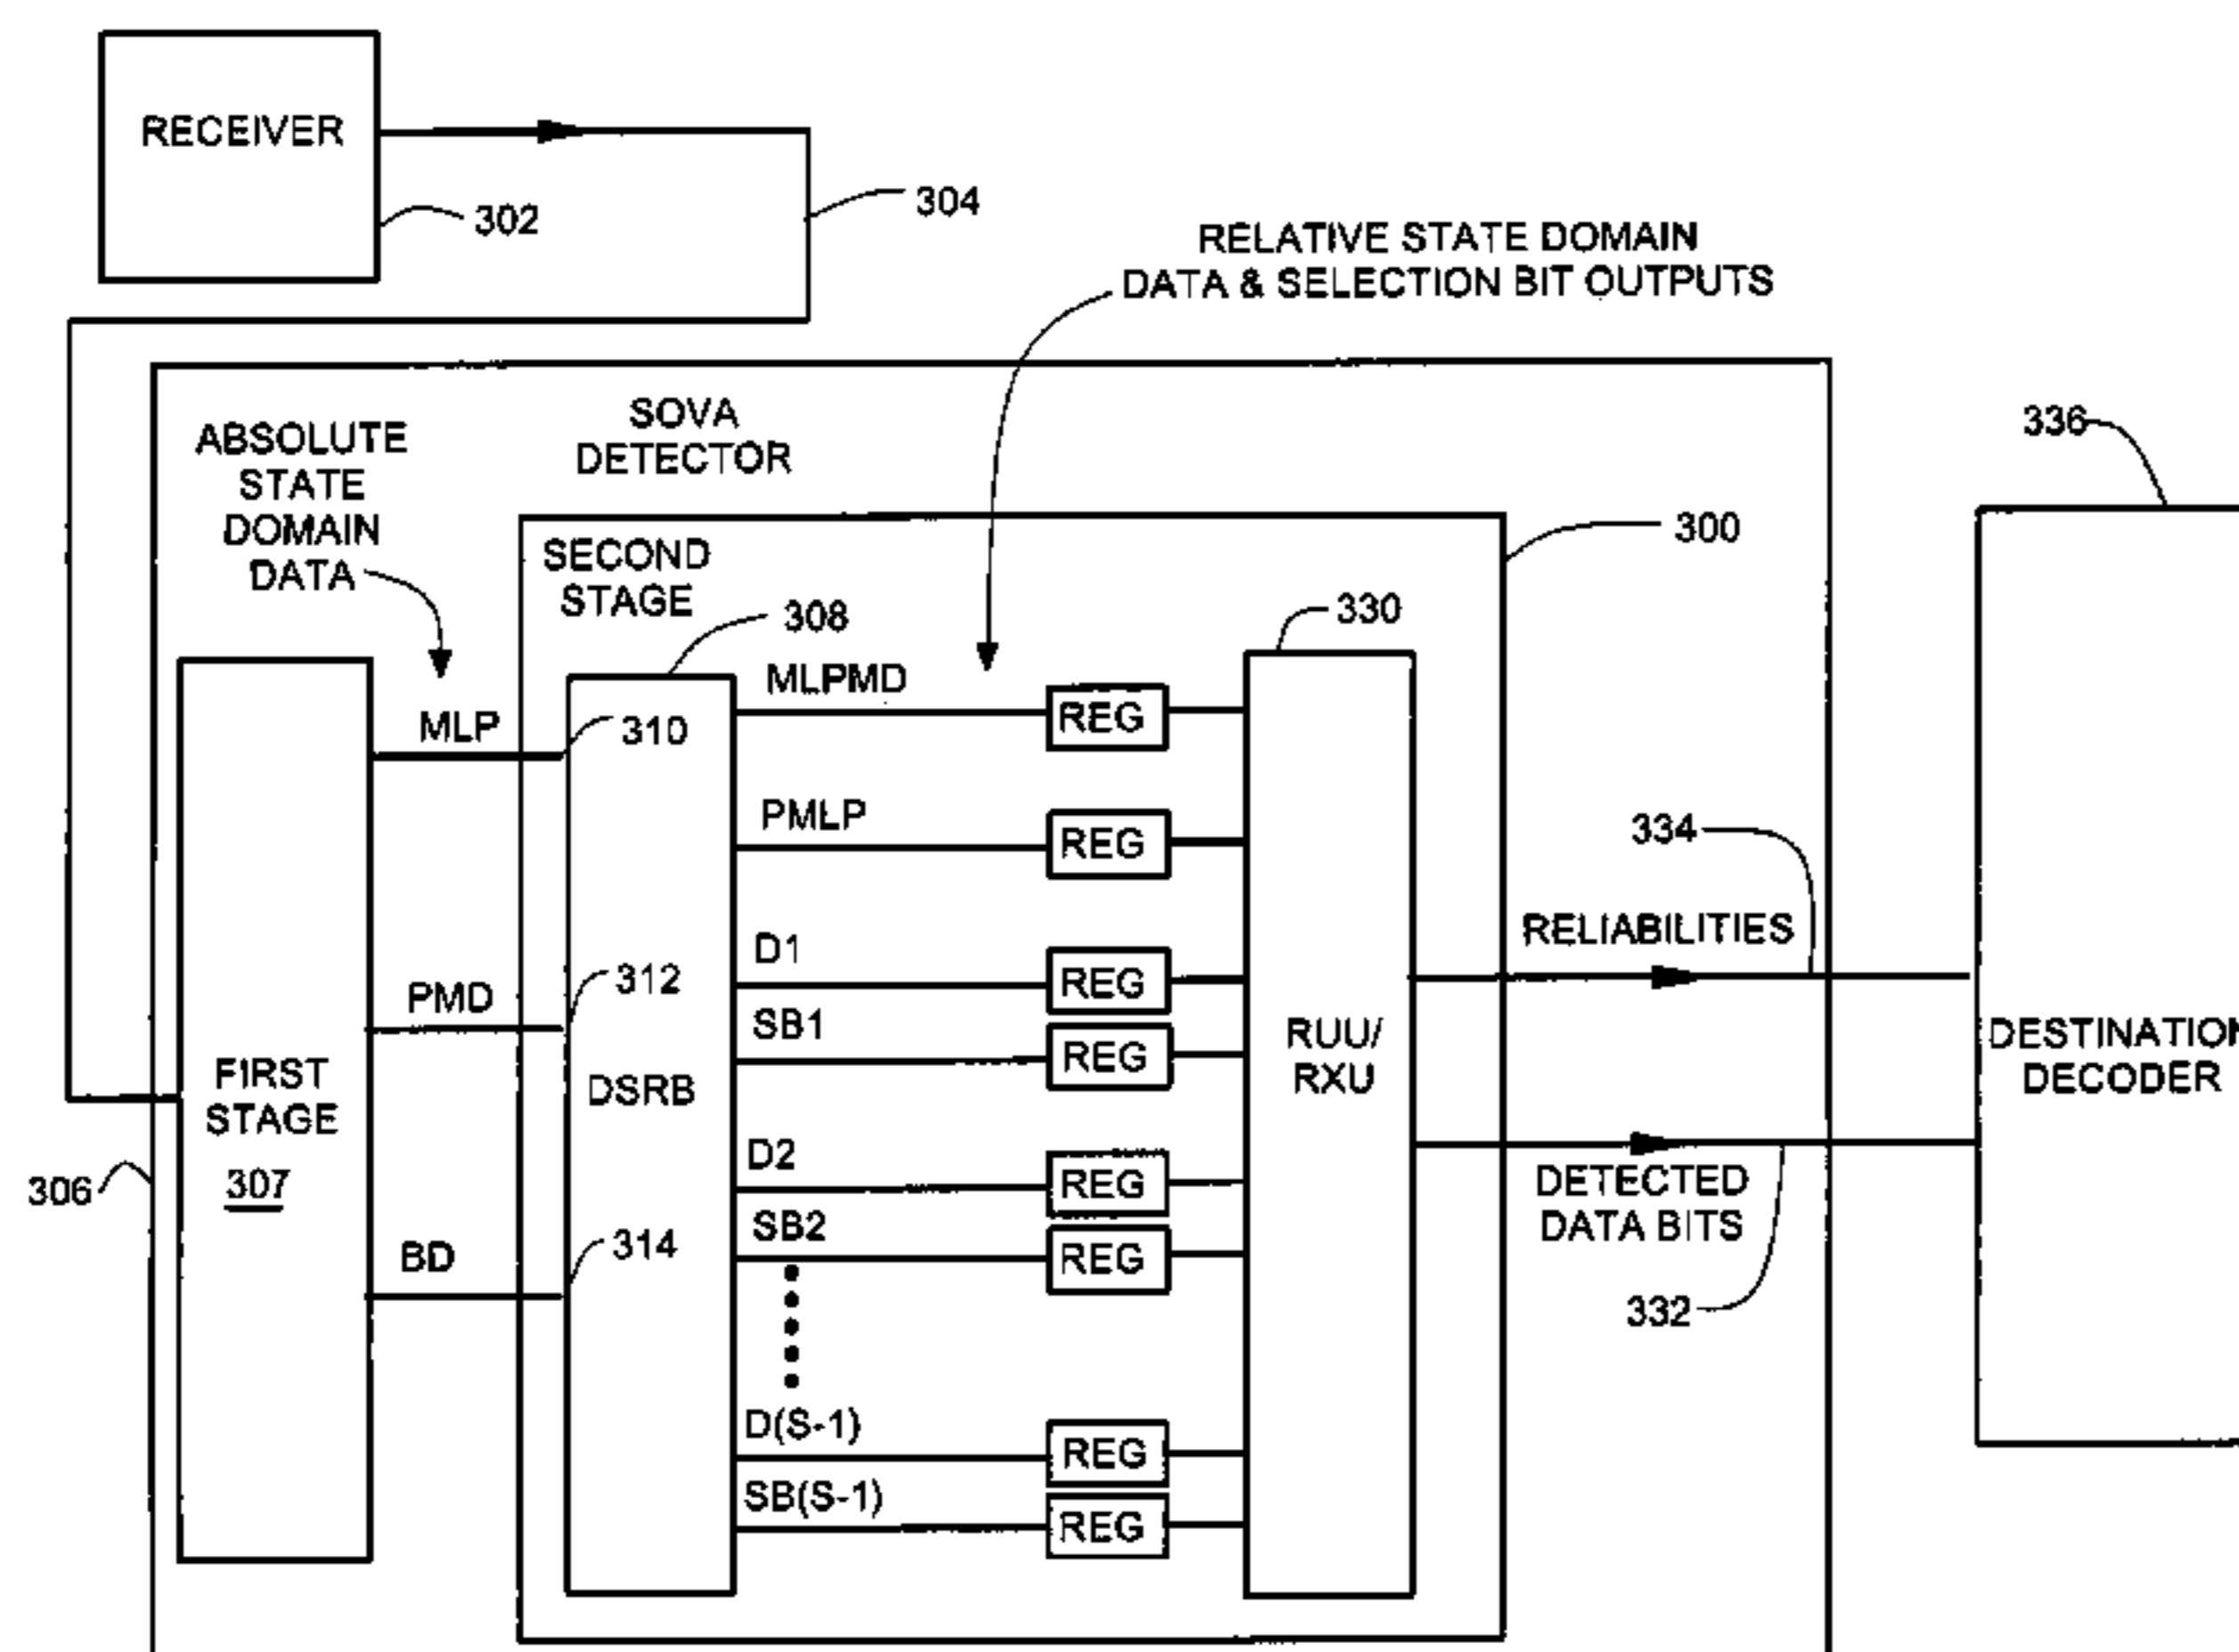 RECEIVER
302
304
RELATIVE STATE DOMAIN
DATA & SELECTION BIT OUTPUTS
SOVA
DETECTOR
ABSOLUTE
STATE
DOMAIN
DATA
336
300
SECOND
STAGE
308
330
MLPMD
REG
MLP
310
PMLP
REG
334
RELIABILITIES
D1
REG
312
PMD
SB1
REG
RUU/
RXU
DESTINATION
DECODER
FIRST
STAGE
307
DSRB
306
D2
REG
DETECTED
DATA BITS
SB2
REG
314
BD
332
D(S-1)
REG
SB(S-1)
REG